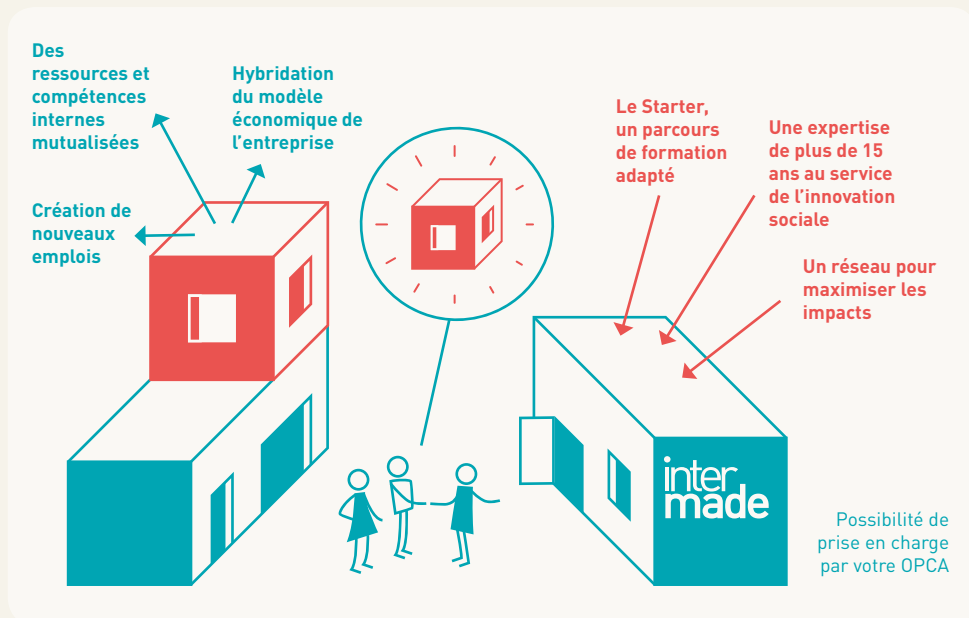 Des
ressources et
compétences
internes
mutualisées
Hybridation
du modèle
économique de
l’entreprise
Création de
nouveaux
emplois
Le Starter,
un parcours
de formation
adapté
Une expertise
de plus de 15
ans au service
de l’innovation
sociale
Un réseau pour
maximiser les
impacts
inter
made
Possibilité de
prise en charge
par votre OPCA